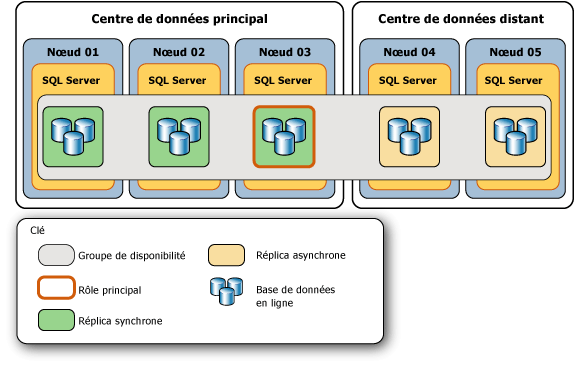 Centre de données principal
Centre de données distant
Nœud 01
Nœud 02
Nœud 03
Nœud 04
Nœud 05
SQL Server
SQL Server
SQL Server
SQL Server
SQL Server
Clé
Groupe de disponibilité
Réplica asynchrone
Rôle principal
Base de données
en ligne
Réplica synchrone